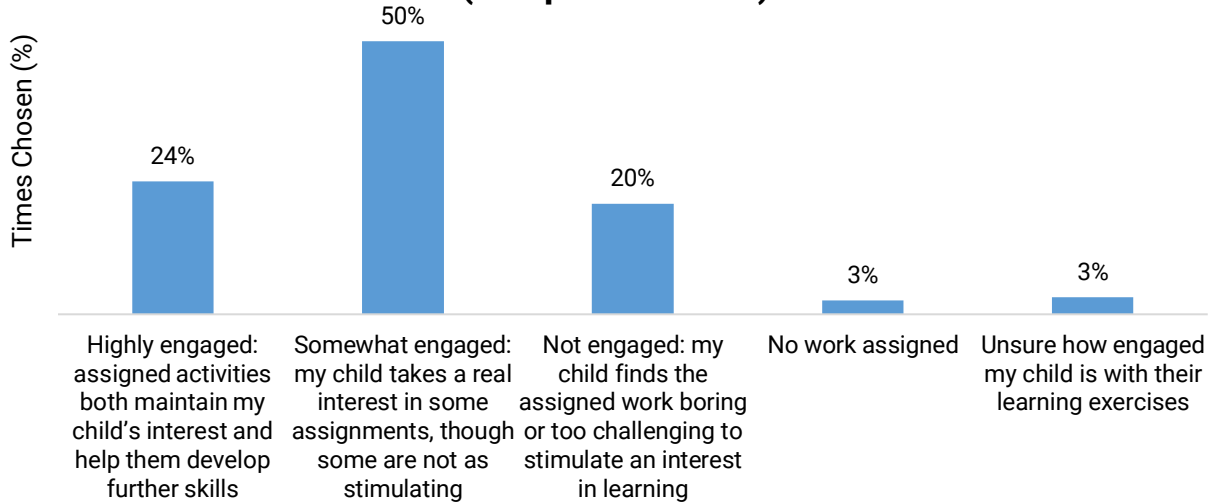 50%
24%
20%
3%
3%
Times Chosen (%)
Highly engaged:
assigned activities
both maintain my
child’s interest and
help them develop
further skills
Somewhat engaged:
my child takes a real
interest in some
assignments, though
some are not as
stimulating
Not engaged: my
child finds the
assigned work boring
or too challenging to
stimulate an interest
in learning
No work assigned
Unsure how engaged
my child is with their
learning exercises